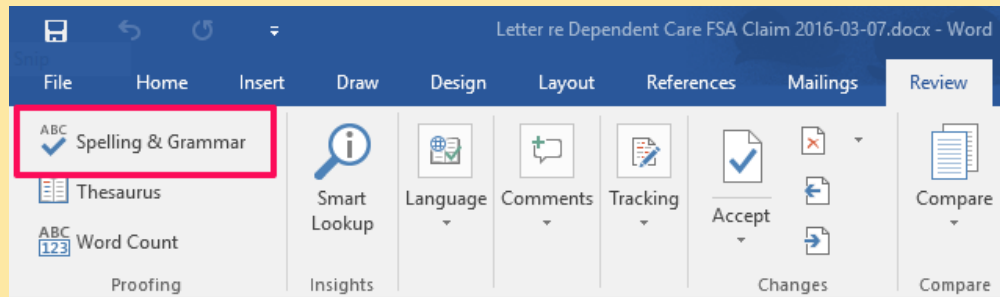 Letter re Dependent Care FSA Claim 2016-03-07.docx - Word
Snip
File Home Insert Draw Design Layout References Mailings Review
ABC Spelling & Grammar
Thesaurus
ABC 123 Word Count
Proofing
Smart Lookup
Insights
Language
Comments
Tracking
Accept
Changes
Compare
Compare